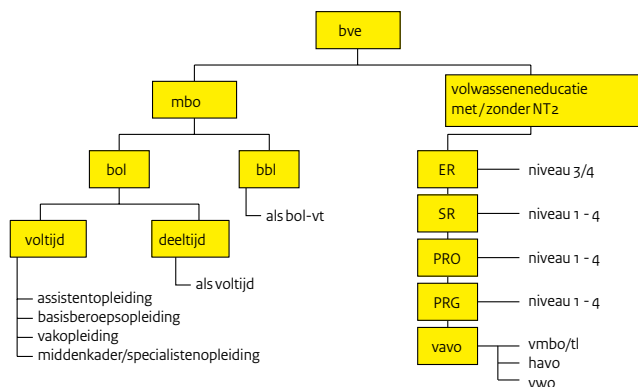 bve
mbo
volwasseneneducatie
met/zonder NT2
bol
bbl
ER
niveau 3/4
als bol-vt
SR
niveau 1 - 4
voltijd
deeltijd
PRO
niveau 1 - 4
als voltijd
assistentopleiding
PRG
niveau 1 - 4
basisberoepsopleiding
vakopleiding
middenkader/specialistenopleiding
vavo
vmbo/tl
havo
vwo